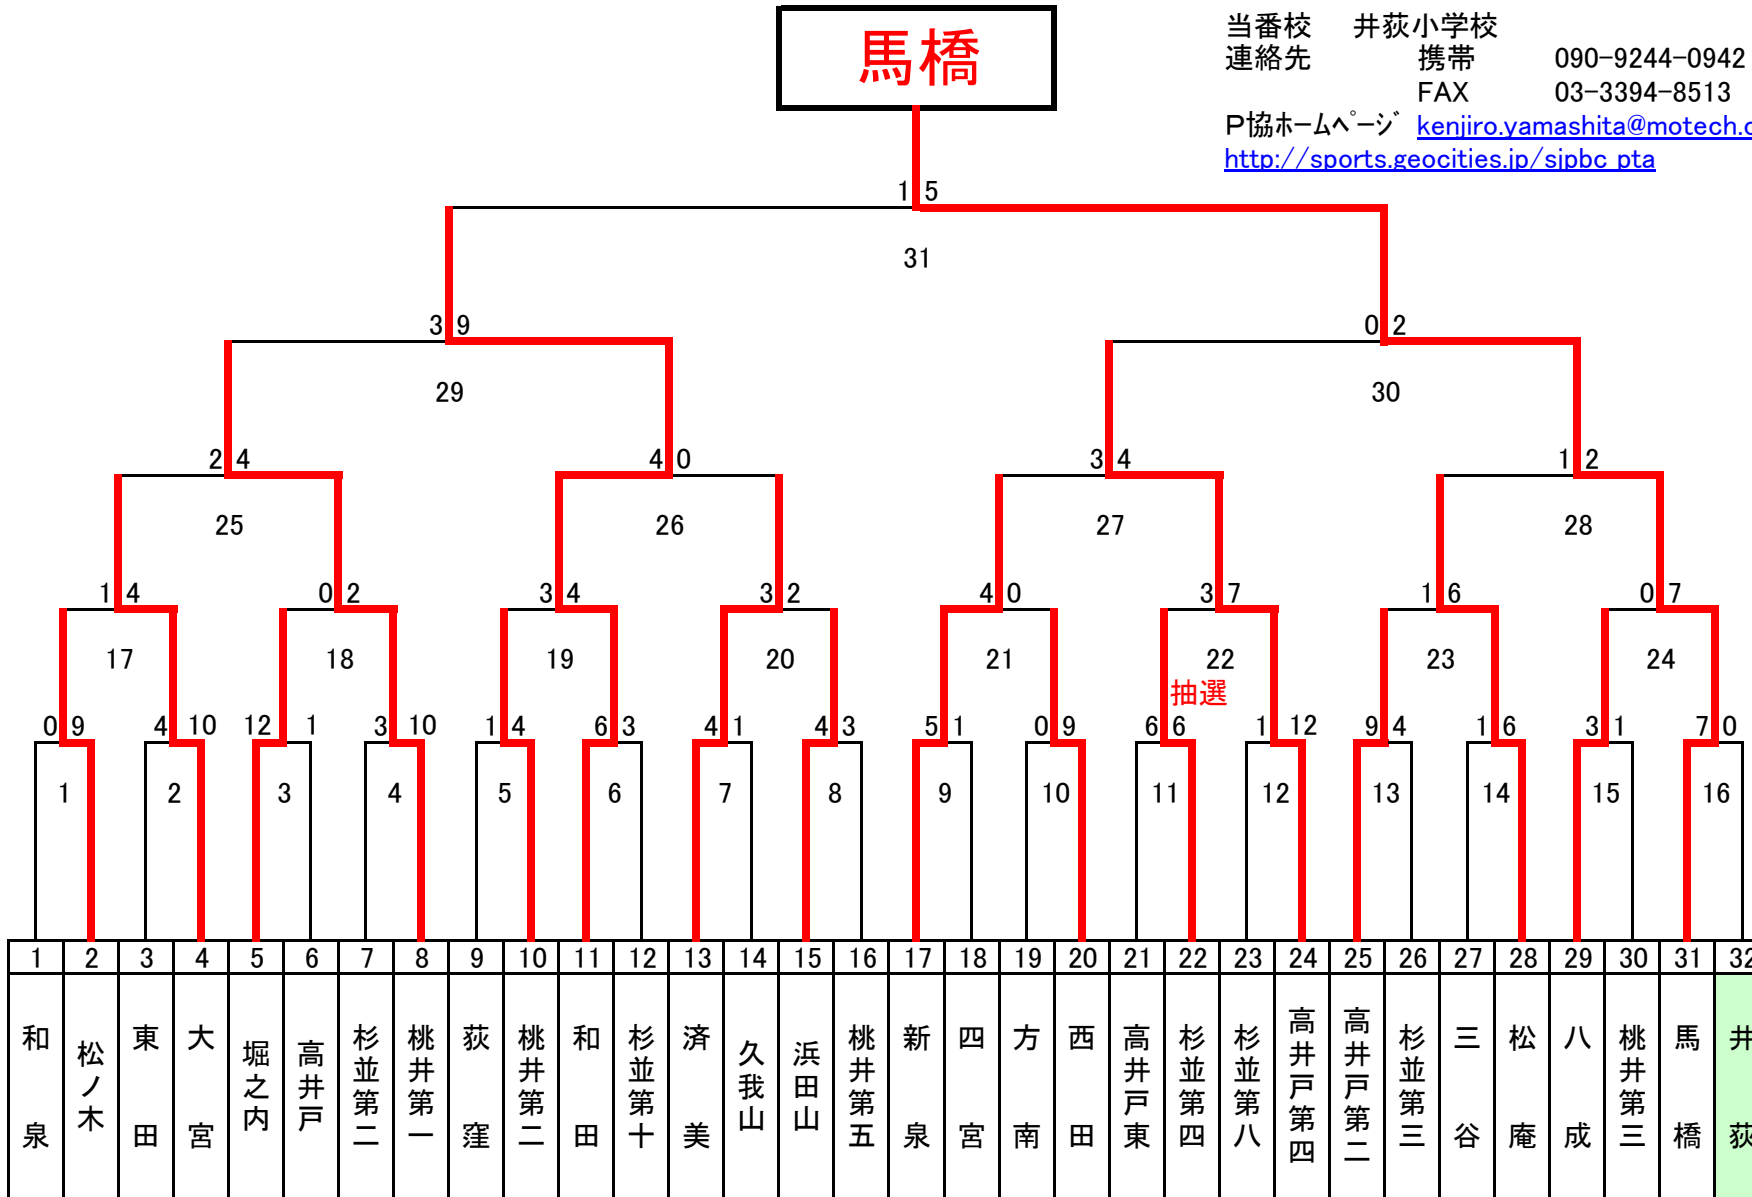 馬橋
当番校 井荻小学校
連絡先 携帯 090-9244-0942
FAX 03-3394-8513
P協ホームページ kenjiro.yamashita@motech.c
http://sports.geocities.jp/sjpbc_pta
1 5
31
3 9 0 2
29 30
2 4 4 0 3 4 1 2
25 26 27 28
1 4 0 2 3 4 3 2 4 0 3 7 1 6 0 7
17 18 19 20 21 22 23 24
抽選
0 9 4 10 12 1 3 10 1 4 6 3 4 1 4 3 5 1 0 9 6 6 1 12 9 4 1 6 3 1 7 0
1 2 3 4 5 6 7 8 9 10 11 12 13 14 15 16
1 2 3 4 5 6 7 8 9 10 11 12 13 14 15 16 17 18 19 20 21 22 23 24 25 26 27 28 29 30 31 32
和泉
松ノ木
東田
大宮
堀之内
高井戸
杉並第二
桃井第一
荻窪
桃井第二
和田
杉並第十
済美
久我山
浜田山
桃井第五
新泉
四宮
方南
西田
高井戸東
杉並第四
杉並第八
高井戸第四
高井戸第二
杉並第三
三谷
松庵
八成
桃井第三
馬橋
井荻